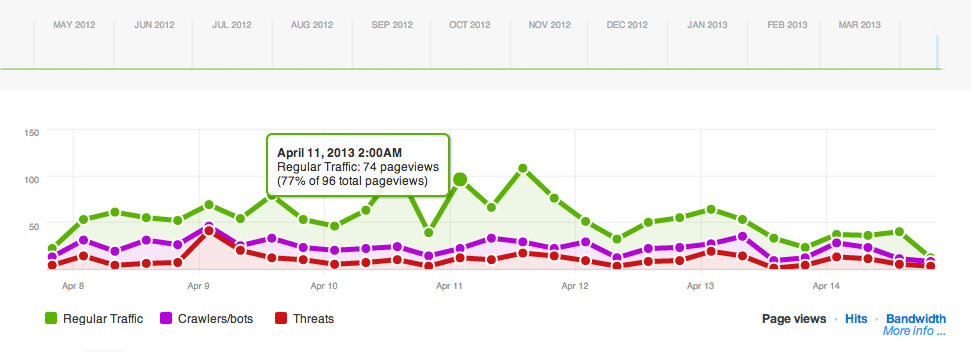 MAY 2012 JUN 2012 JUL 2012 AUG 2012 SEP 2012 OCT 2012 NOV 2012 DEC 2012 JAN 2013 FEB 2013 MAR 2013
150
April 11, 2013 2:00AM
Regular Traffic: 74 pageviews
(77% of 96 total pageviews)
100
50
Apr 8 Apr 9 Apr 10 Apr 11 Apr 12 Apr 13 Apr 14
Regular Traffic Crawlers/bots Threats
Page views · Hits · Bandwidth
More info ...